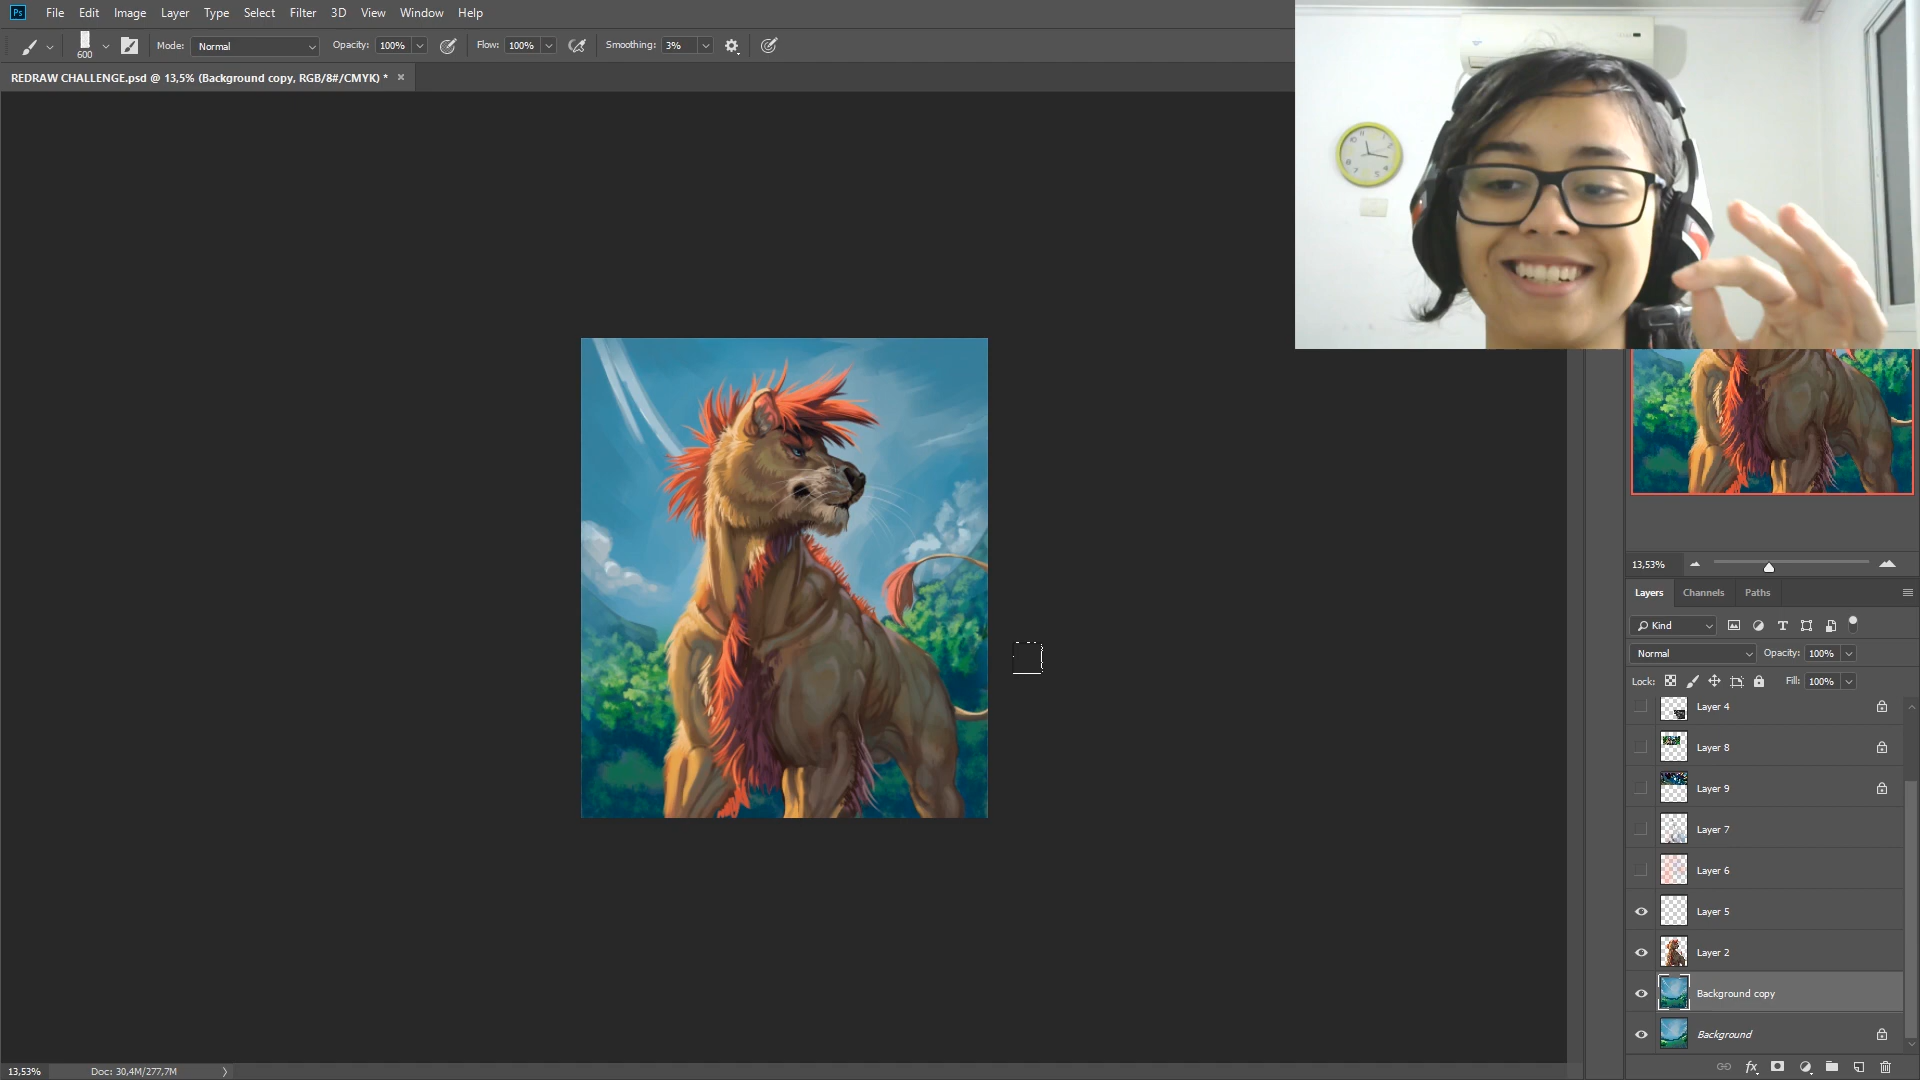 Ps File Edit Image Layer Type Select Filter 3D View Window Help
600 Mode: Normal Opacity: 100% Flow: 100% Smoothing: 3%
REDRAW CHALLENGE.psd @ 13,5% (Background copy, RGB/8#/CMYK) * ×
13,53%
Layers Channels Paths
Kind
Normal Opacity: 100%
Lock: Fill: 100%
Layer 4
Layer 8
Layer 9
Layer 7
Layer 6
Layer 5
Layer 2
Background copy
Background
fx
13,53% Doc: 30,4M/277,7M